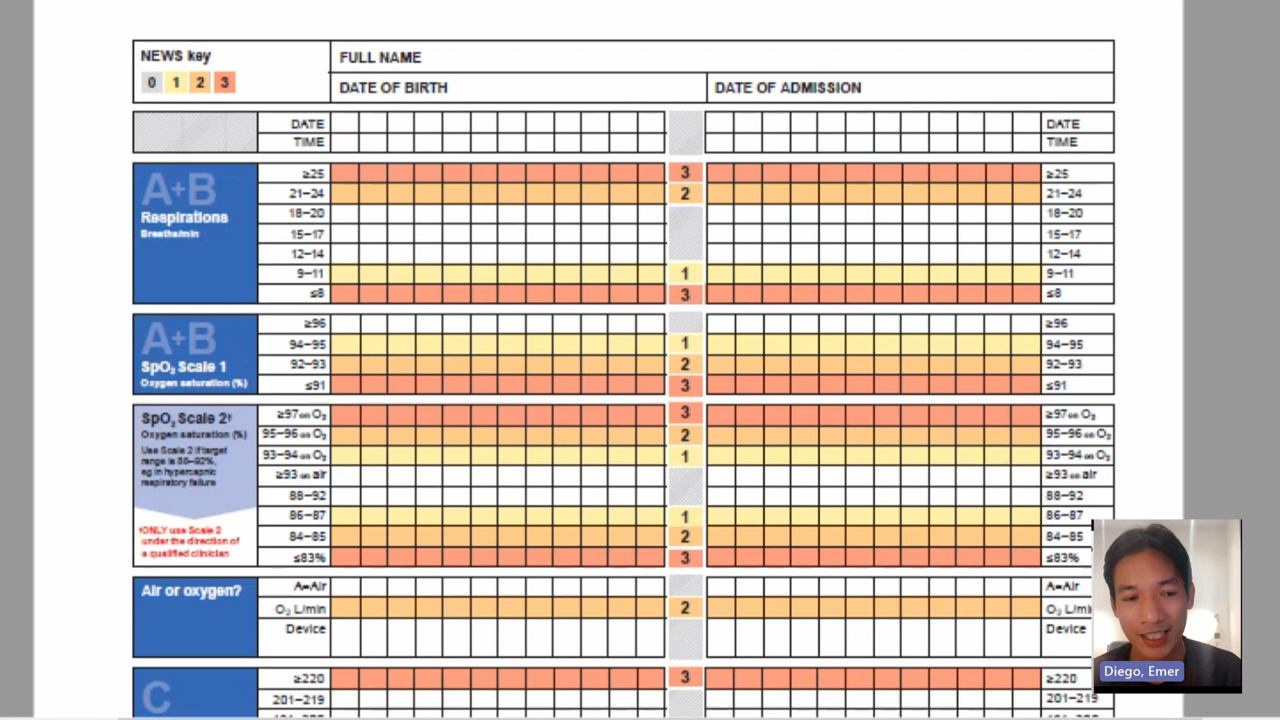 NEWS key
0 1 2 3
FULL NAME
DATE OF BIRTH
DATE OF ADMISSION
DATE DATE
TIME TIME
A+B
Respirations
Breaths/min
≥25 3 ≥25
21–24 2 21–24
18–20 18–20
15–17 15–17
12–14 12–14
9–11 1 9–11
≤8 3 ≤8
A+B
SpO₂ Scale 1
Oxygen saturation (%)
≥96 ≥96
94–95 1 94–95
92–93 2 92–93
≤91 3 ≤91
SpO₂ Scale 2†
Oxygen saturation (%)
Use Scale 2 if target
range is 88–92%,
eg in hypercapnic
respiratory failure
†ONLY use Scale 2
under the direction of
a qualified clinician
≥97 on O₂ 3 ≥97 on O₂
95–96 on O₂ 2 95–96 on O₂
93–94 on O₂ 1 93–94 on O₂
≥93 on air ≥93 on air
88–92 88–92
86–87 1 86–87
84–85 2 84–85
≤83% 3 ≤83%
Air or oxygen?
A=Air A=Air
O₂ L/min 2 O₂ L/mi
Device Device
C
≥220 3 ≥220
201–219 201–219
Diego, Emer